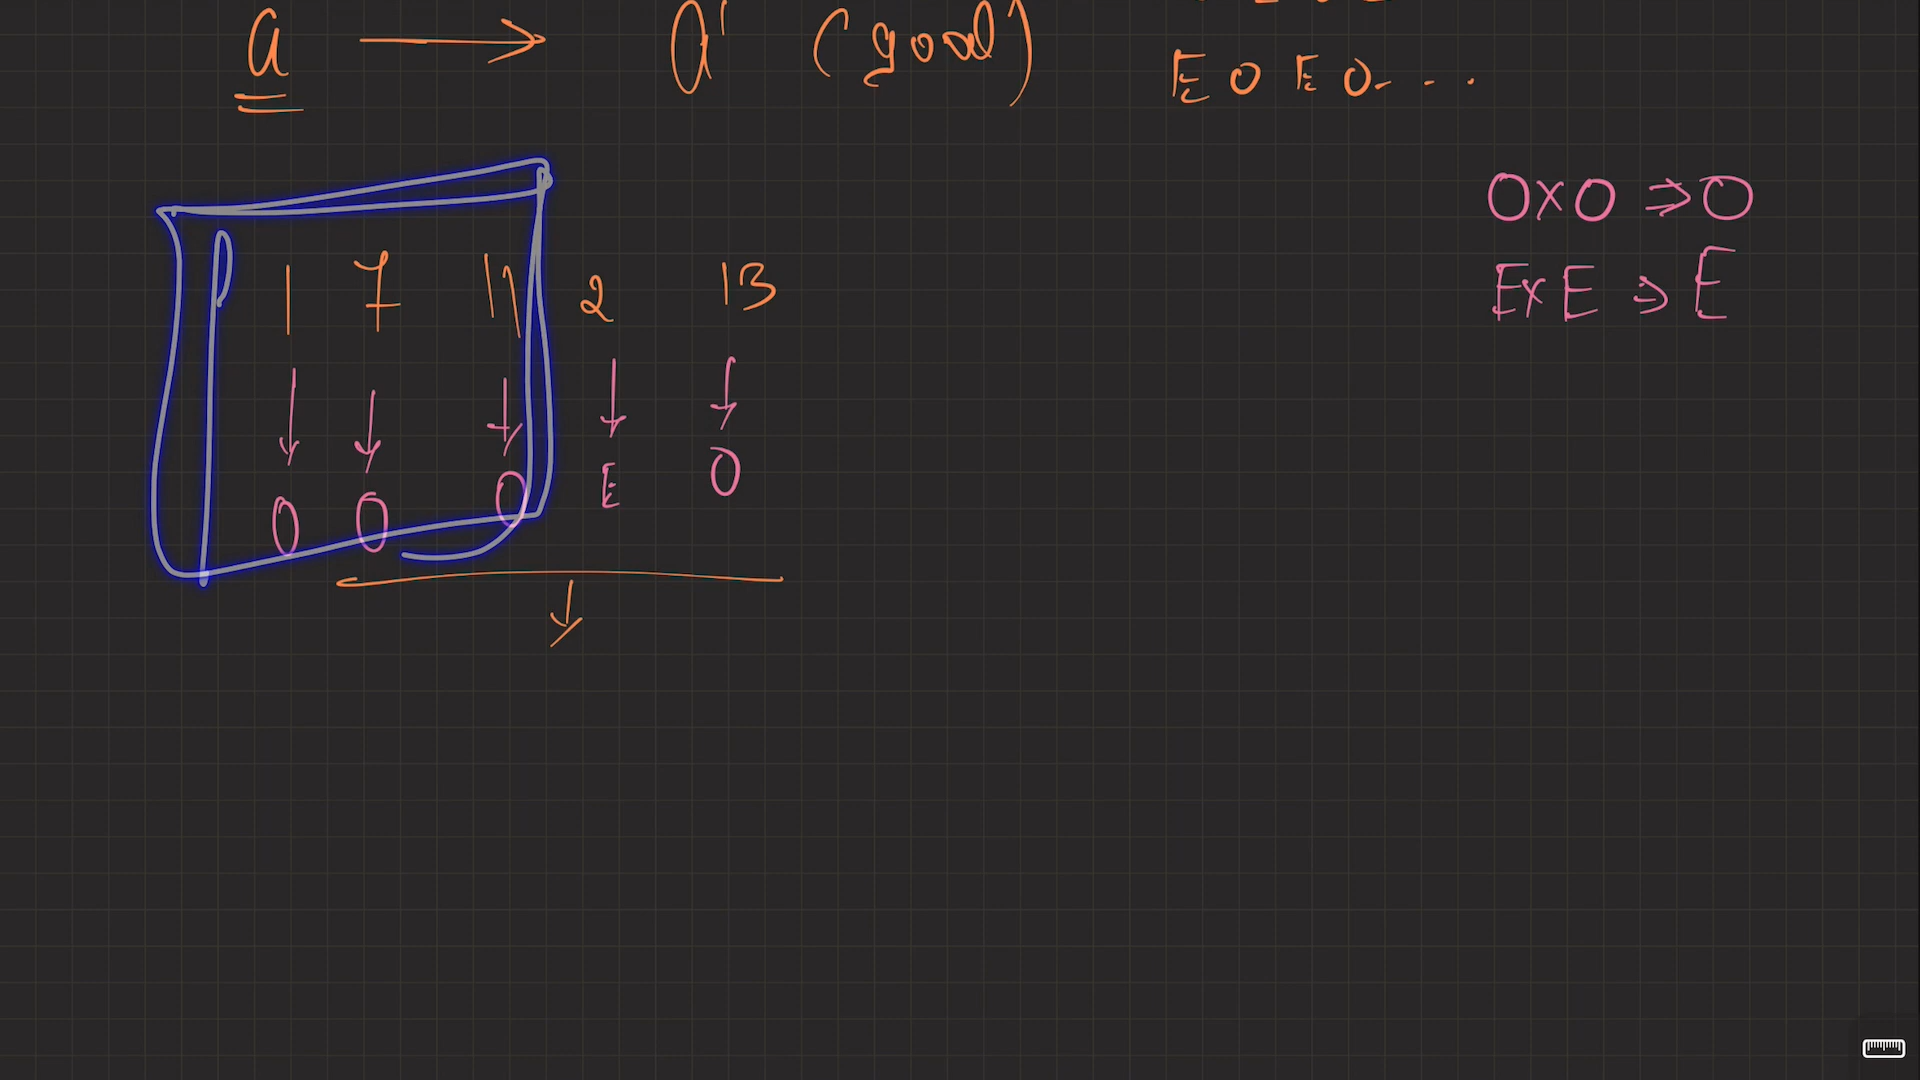 a → a' (good)
E O E O - - - .
O X O ⇒ O
E X E ⇒ E
1 7 11 2 13
↓ ↓ ↓ ↓ ↓
O O O E O
↓